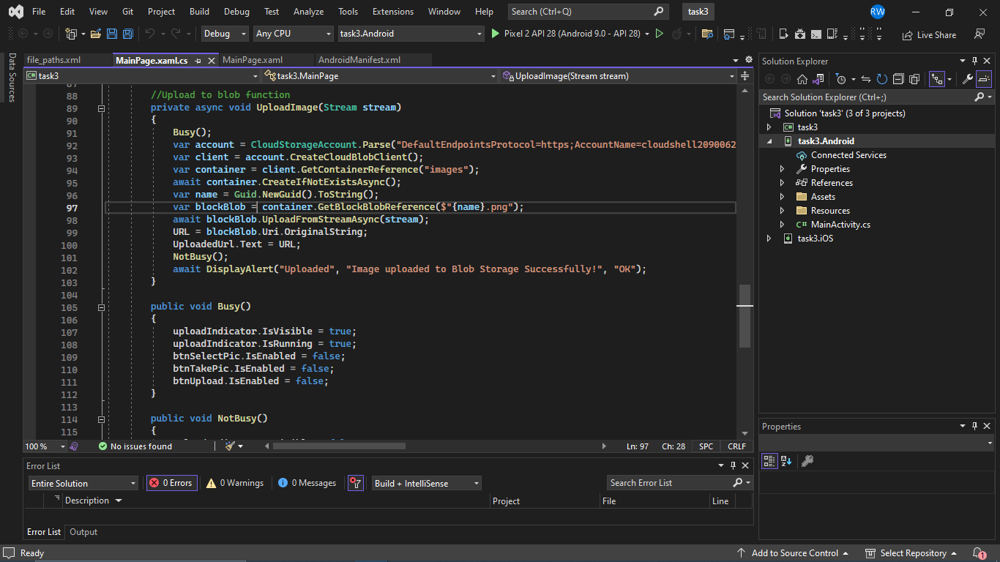 File Edit View Git Project Build Debug Test Analyze Tools Extensions Window Help Search (Ctrl+Q) task3 RW
Debug Any CPU task3.Android Pixel 2 API 28 (Android 9.0 - API 28) Live Share
Data Sources
file_paths.xml MainPage.xaml.cs MainPage.xaml AndroidManifest.xml
task3 task3.MainPage UploadImage(Stream stream)
87
88 //Upload to blob function
89 private async void UploadImage(Stream stream)
90 {
91 Busy();
92 var account = CloudStorageAccount.Parse("DefaultEndpointsProtocol=https;AccountName=cloudshell2090062
93 var client = account.CreateCloudBlobClient();
94 var container = client.GetContainerReference("images");
95 await container.CreateIfNotExistsAsync();
96 var name = Guid.NewGuid().ToString();
97 var blockBlob = container.GetBlockBlobReference($"{name}.png");
98 await blockBlob.UploadFromStreamAsync(stream);
99 URL = blockBlob.Uri.OriginalString;
100 UploadedUrl.Text = URL;
101 NotBusy();
102 await DisplayAlert("Uploaded", "Image uploaded to Blob Storage Successfully!", "OK");
103 }
104
105 public void Busy()
106 {
107 uploadIndicator.IsVisible = true;
108 uploadIndicator.IsRunning = true;
109 btnSelectPic.IsEnabled = false;
110 btnTakePic.IsEnabled = false;
111 btnUpload.IsEnabled = false;
112 }
113
114 public void NotBusy()
115 {
100 % No issues found Ln: 97 Ch: 28 SPC CRLF
Error List
Entire Solution 0 Errors 0 Warnings 0 Messages Build + IntelliSense Search Error List
Description Project File Line
Error List Output
Solution Explorer
Search Solution Explorer (Ctrl+;)
Solution 'task3' (3 of 3 projects)
C# task3
task3.Android
Connected Services
Properties
References
Assets
Resources
C# MainActivity.cs
task3.iOS
Properties
Ready Add to Source Control Select Repository 1